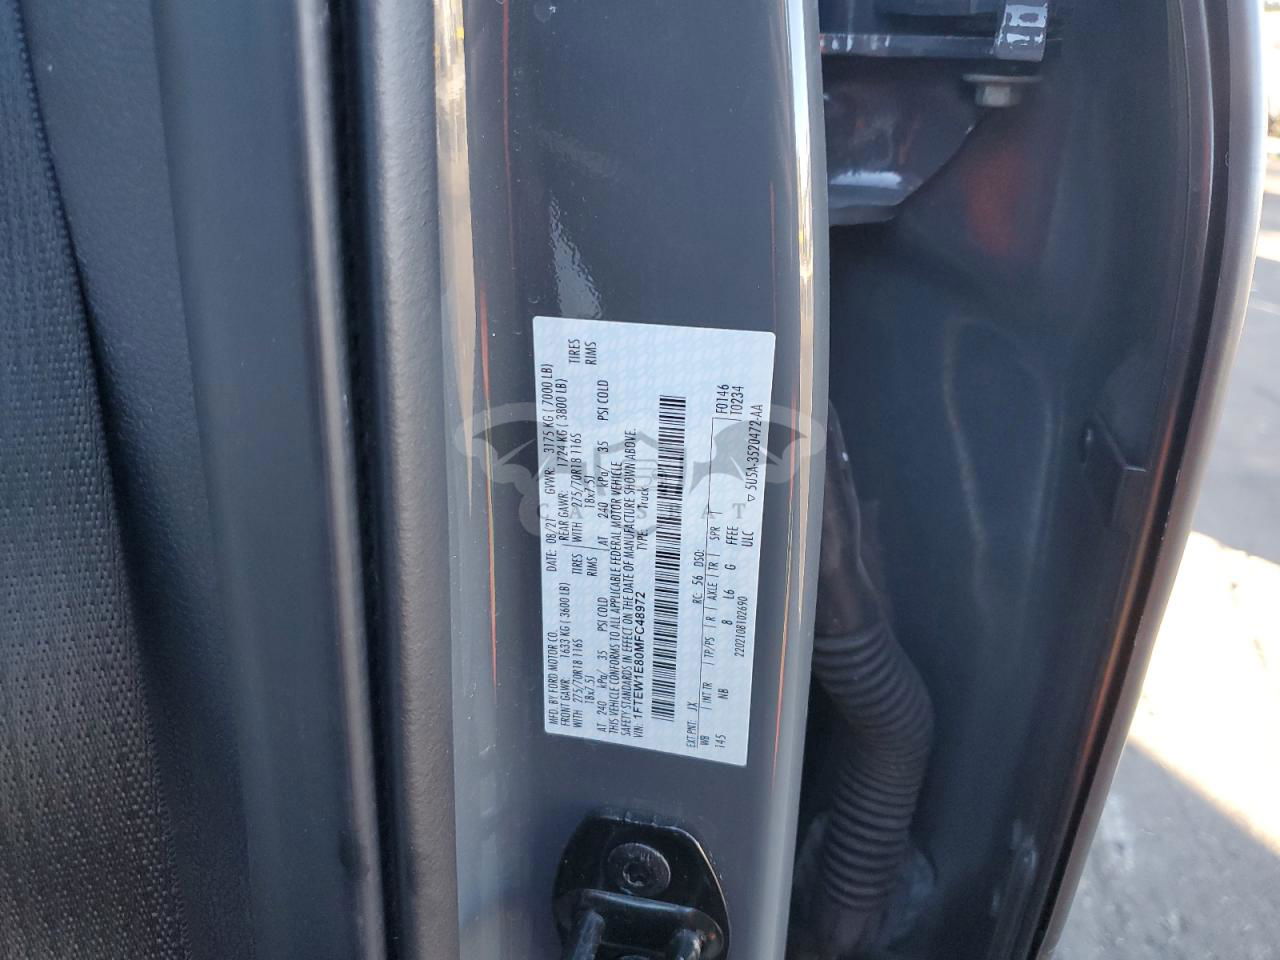 MFD. BY FORD MOTOR CO.
DATE: 08/21 GVWR: 3175 KG ( 7000 LB)
FRONT GAWR: 1633 KG ( 3600 LB)
REAR GAWR: 1724 KG ( 3800 LB)
WITH 275/70R18 116S TIRES
WITH 275/70R18 116S TIRES
18x7.5J RIMS
18x7.5J RIMS
AT 240 kPa/ 35 PSI COLD
AT 240 kPa/ 35 PSI COLD
THIS VEHICLE CONFORMS TO ALL APPLICABLE FEDERAL MOTOR VEHICLE
SAFETY STANDARDS IN EFFECT ON THE DATE OF MANUFACTURE SHOWN ABOVE.
VIN: 1FTEW1E80MFC48972 TYPE: Truck
EXT PNT: JX RC: 56 DSO: F0146
WB INT TR TP/PS R AXLE TR SPR T0234
145 NB 8 L6 G FFEE
2202108102690 ULC
5U5A-3520472-AA
CARSBAT